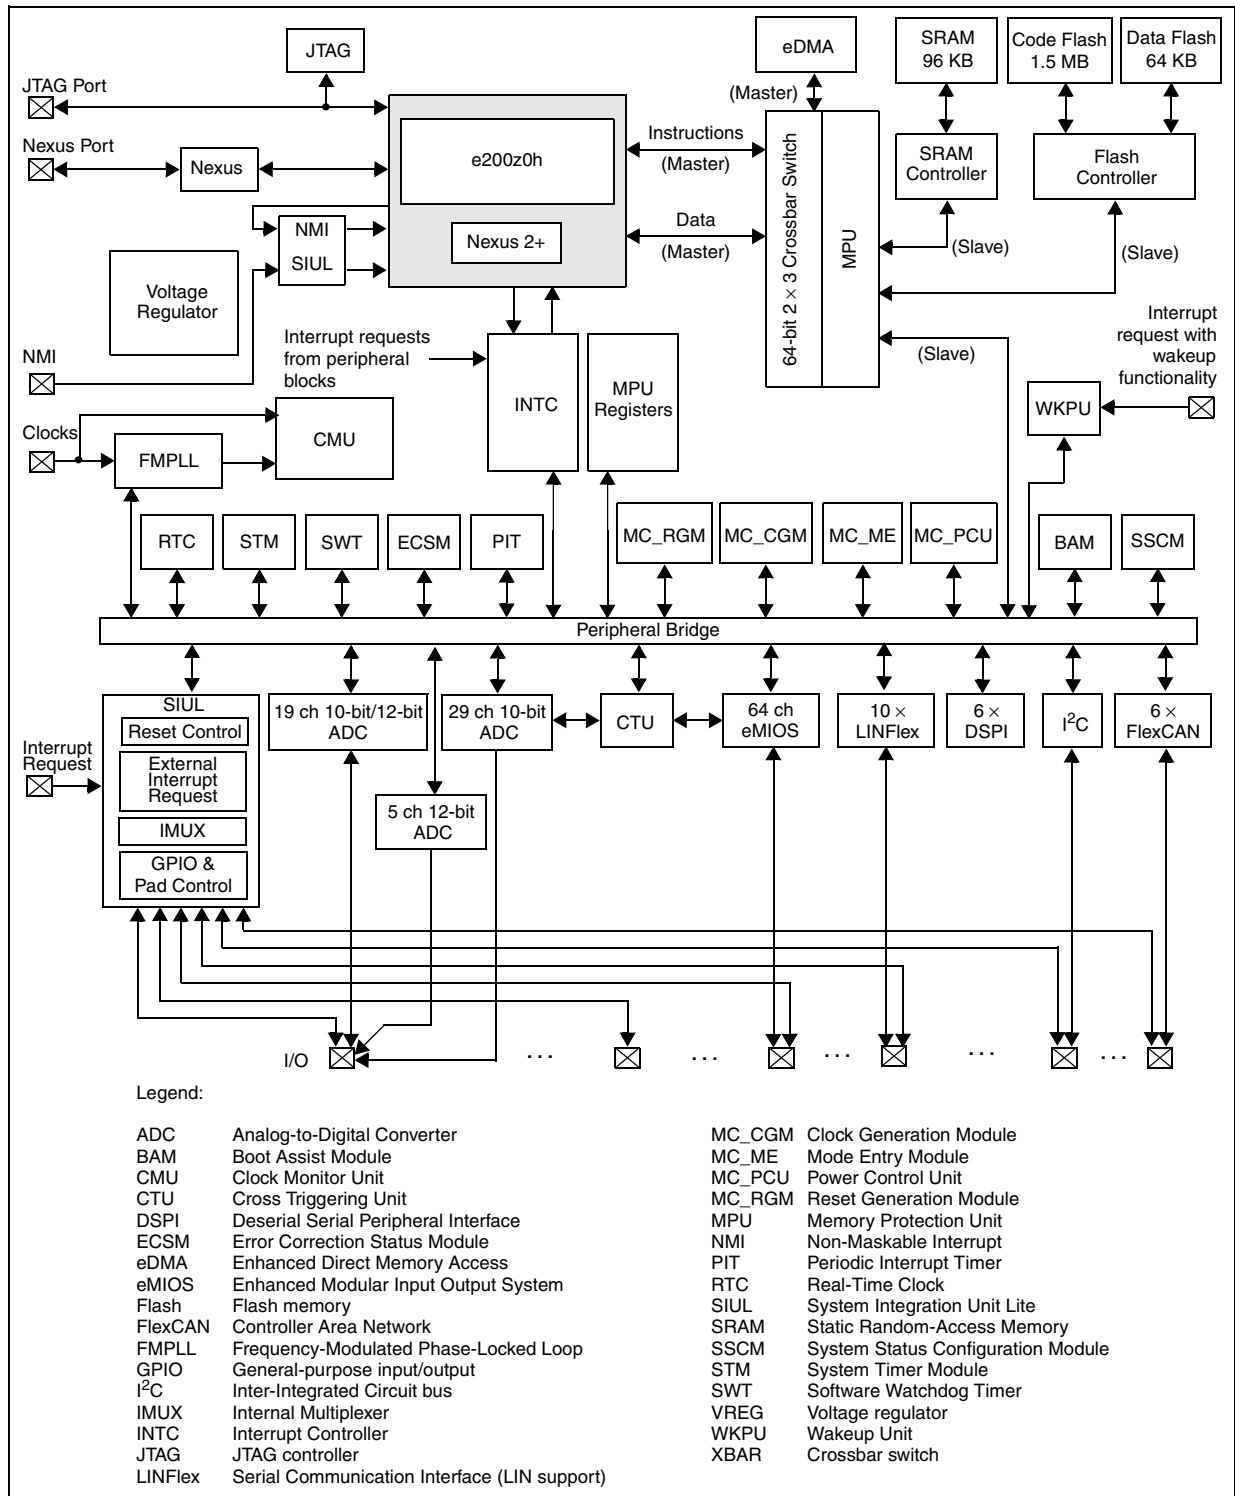 JTAG
eDMA
SRAM
96 KB
Code Flash
1.5 MB
Data Flash
64 KB
JTAG Port
(Master)
Nexus Port
Nexus
e200z0h
Instructions
(Master)
64-bit 2 × 3 Crossbar Switch
MPU
SRAM
Controller
Flash
Controller
NMI
SIUL
Nexus 2+
Data
(Master)
(Slave)
(Slave)
Voltage
Regulator
NMI
Interrupt requests
from peripheral
blocks
INTC
MPU
Registers
(Slave)
Interrupt
request with
wakeup
functionality
WKPU
Clocks
FMPLL
CMU
RTC
STM
SWT
ECSM
PIT
MC_RGM
MC_CGM
MC_ME
MC_PCU
BAM
SSCM
Peripheral Bridge
SIUL
Reset Control
External
Interrupt
Request
IMUX
GPIO &
Pad Control
Interrupt
Request
19 ch 10-bit/12-bit
ADC
29 ch 10-bit
ADC
CTU
64 ch
eMIOS
10 ×
LINFlex
6 ×
DSPI
I²C
6 ×
FlexCAN
5 ch 12-bit
ADC
I/O
. . .
. . .
. . .
. . .
. . .
Legend:
ADC Analog-to-Digital Converter
BAM Boot Assist Module
CMU Clock Monitor Unit
CTU Cross Triggering Unit
DSPI Deserial Serial Peripheral Interface
ECSM Error Correction Status Module
eDMA Enhanced Direct Memory Access
eMIOS Enhanced Modular Input Output System
Flash Flash memory
FlexCAN Controller Area Network
FMPLL Frequency-Modulated Phase-Locked Loop
GPIO General-purpose input/output
I²C Inter-Integrated Circuit bus
IMUX Internal Multiplexer
INTC Interrupt Controller
JTAG JTAG controller
LINFlex Serial Communication Interface (LIN support)
MC_CGM Clock Generation Module
MC_ME Mode Entry Module
MC_PCU Power Control Unit
MC_RGM Reset Generation Module
MPU Memory Protection Unit
NMI Non-Maskable Interrupt
PIT Periodic Interrupt Timer
RTC Real-Time Clock
SIUL System Integration Unit Lite
SRAM Static Random-Access Memory
SSCM System Status Configuration Module
STM System Timer Module
SWT Software Watchdog Timer
VREG Voltage regulator
WKPU Wakeup Unit
XBAR Crossbar switch